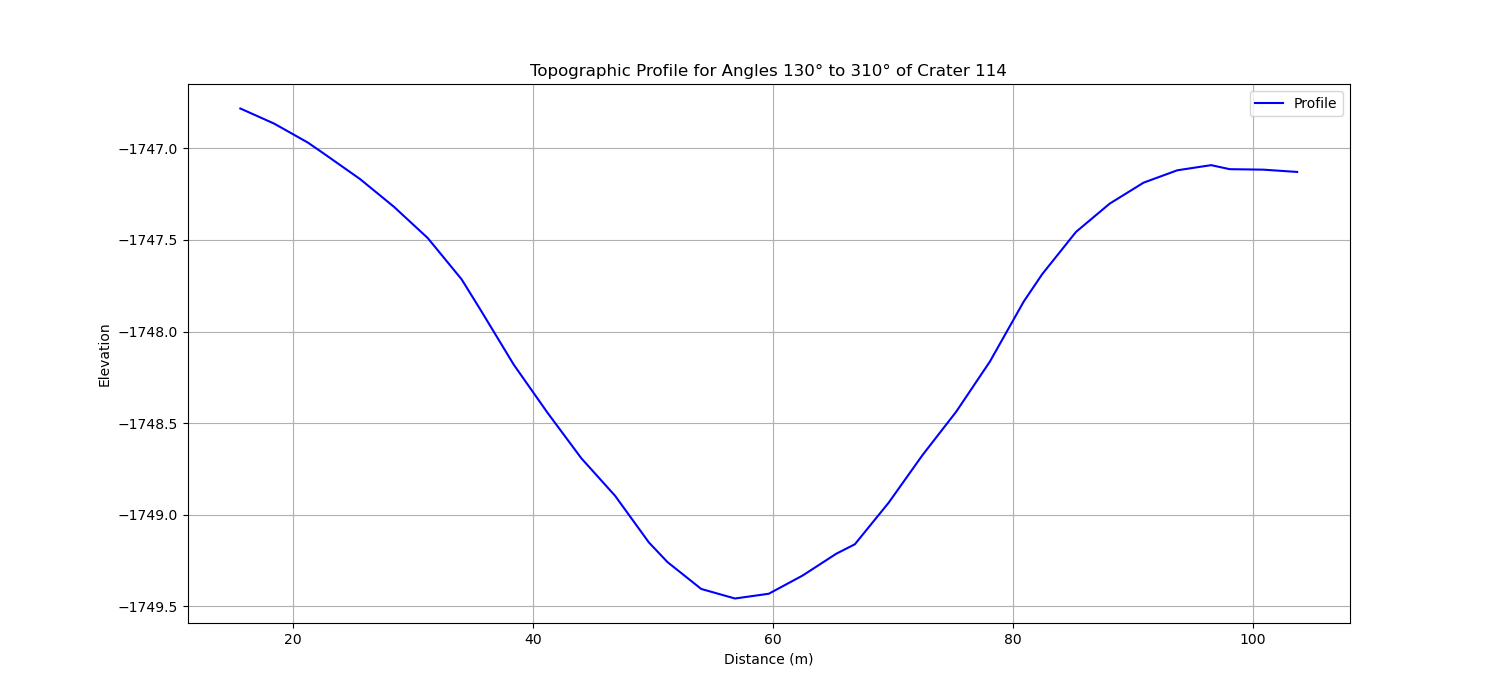 Topographic Profile for Angles 130° to 310° of Crater 114
Profile
−1747.0
−1747.5
−1748.0
−1748.5
−1749.0
−1749.5
Elevation
20 40 60 80 100
Distance (m)